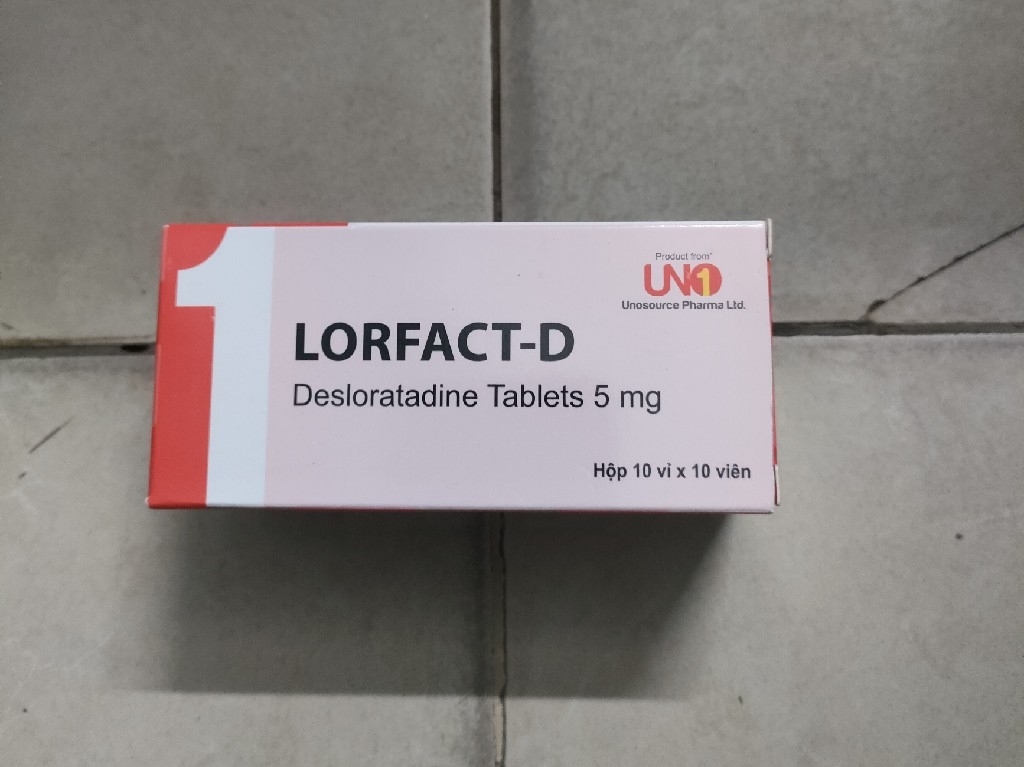 1
Product from*
UNO1
Unosource Pharma Ltd.
LORFACT-D
Desloratadine Tablets 5 mg
Hộp 10 vỉ x 10 viên